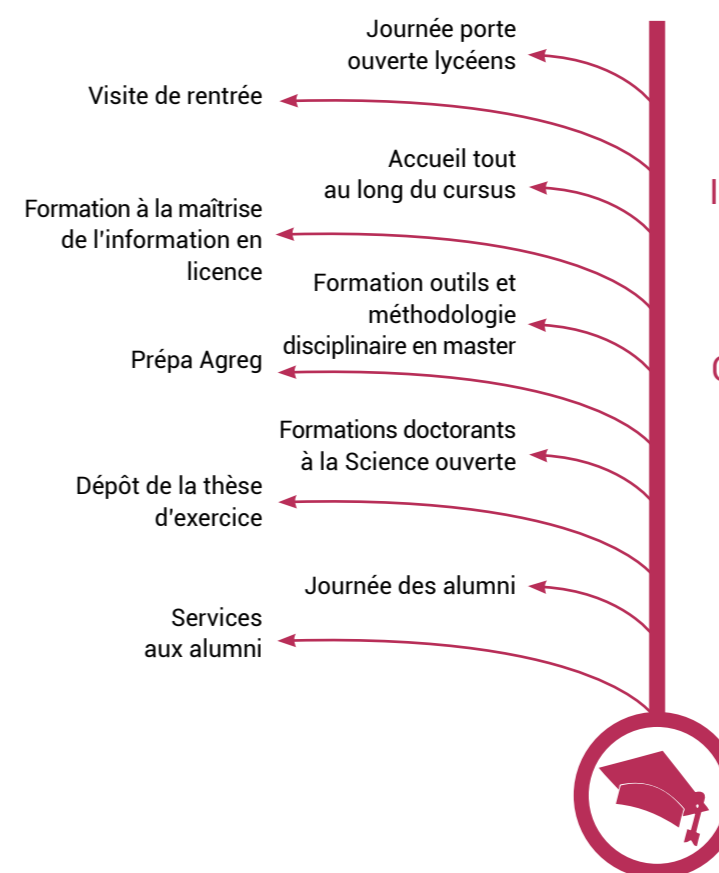 Journée porte
ouverte lycéens
Visite de rentrée
Accueil tout
au long du cursus
Formation à la maîtrise
de l'information en
licence
Formation outils et
méthodologie
disciplinaire en master
Prépa Agreg
Formations doctorants
à la Science ouverte
Dépôt de la thèse
d'exercice
Journée des alumni
Services
aux alumni